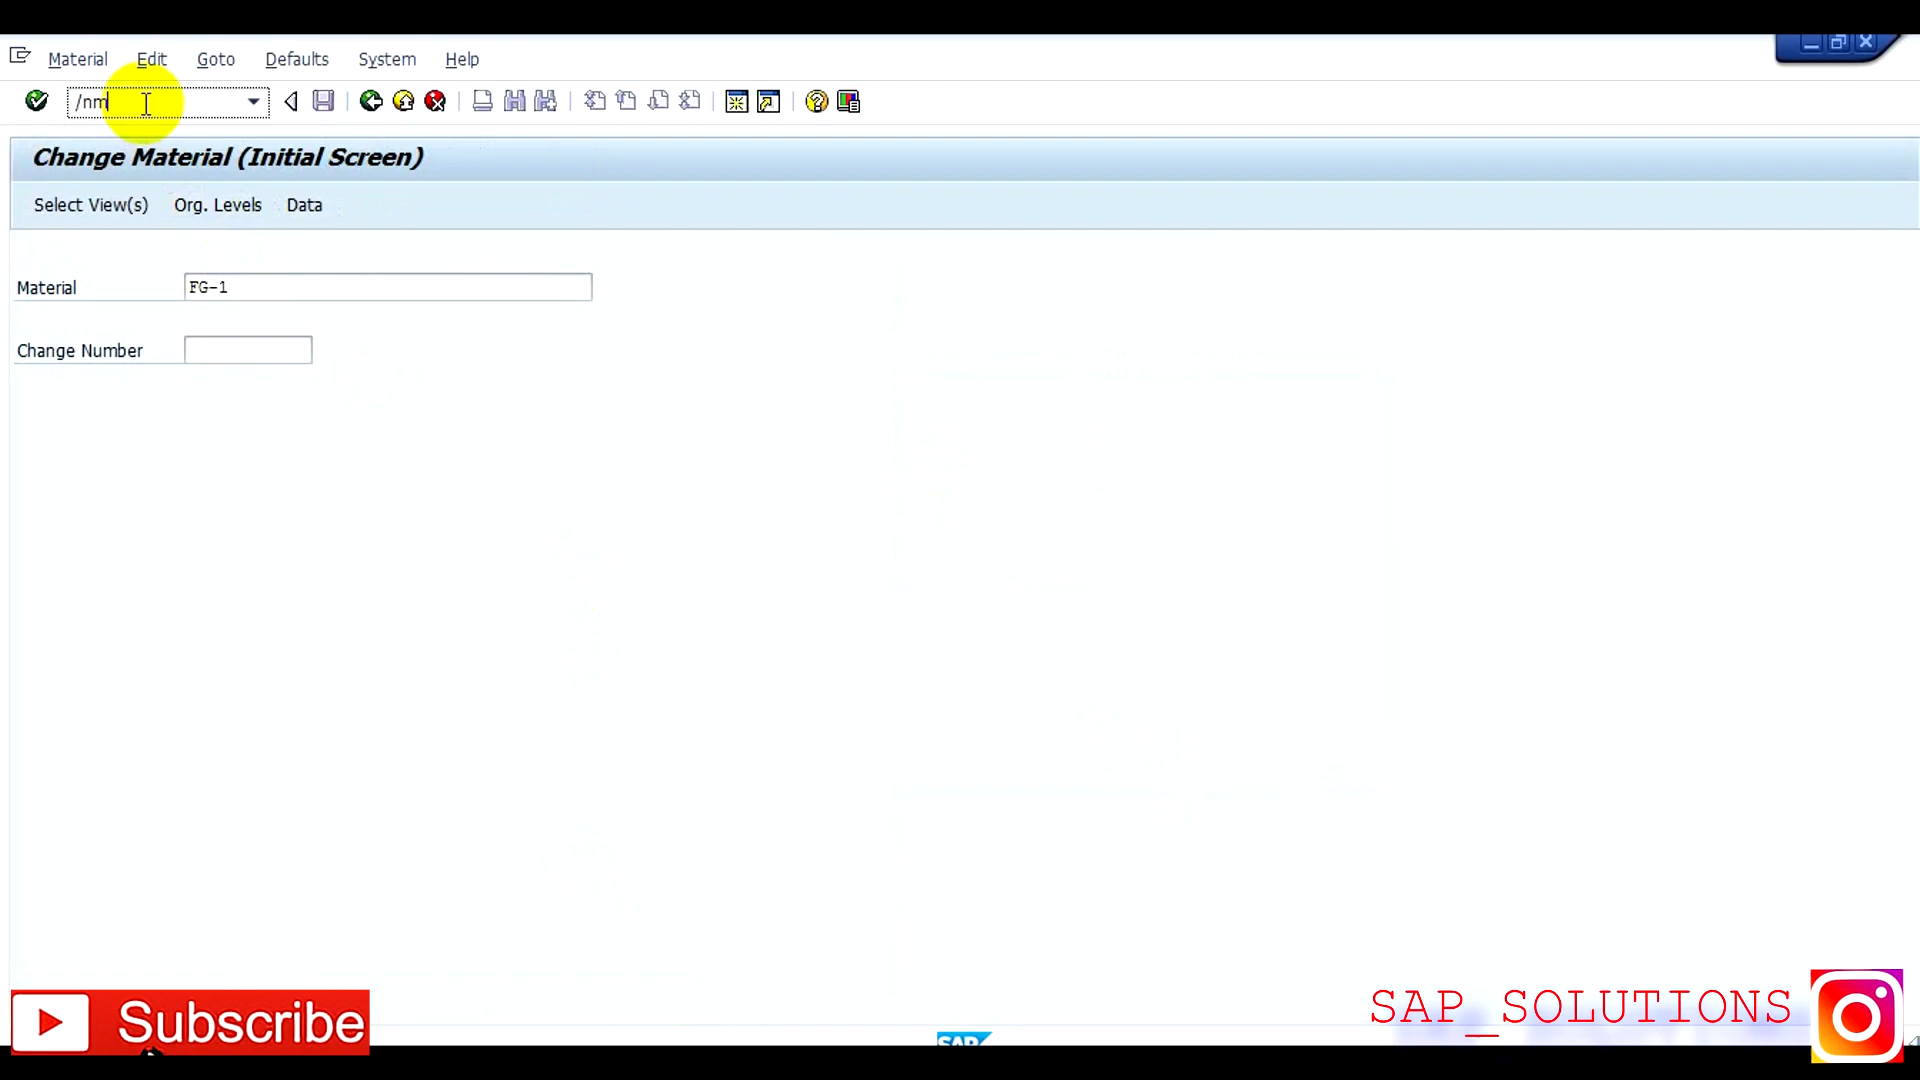 Material Edit Goto Defaults System Help
/nm
Change Material (Initial Screen)
Select View(s) Org. Levels Data
Material FG-1
Change Number
Subscribe
SAP
SAP_SOLUTIONS